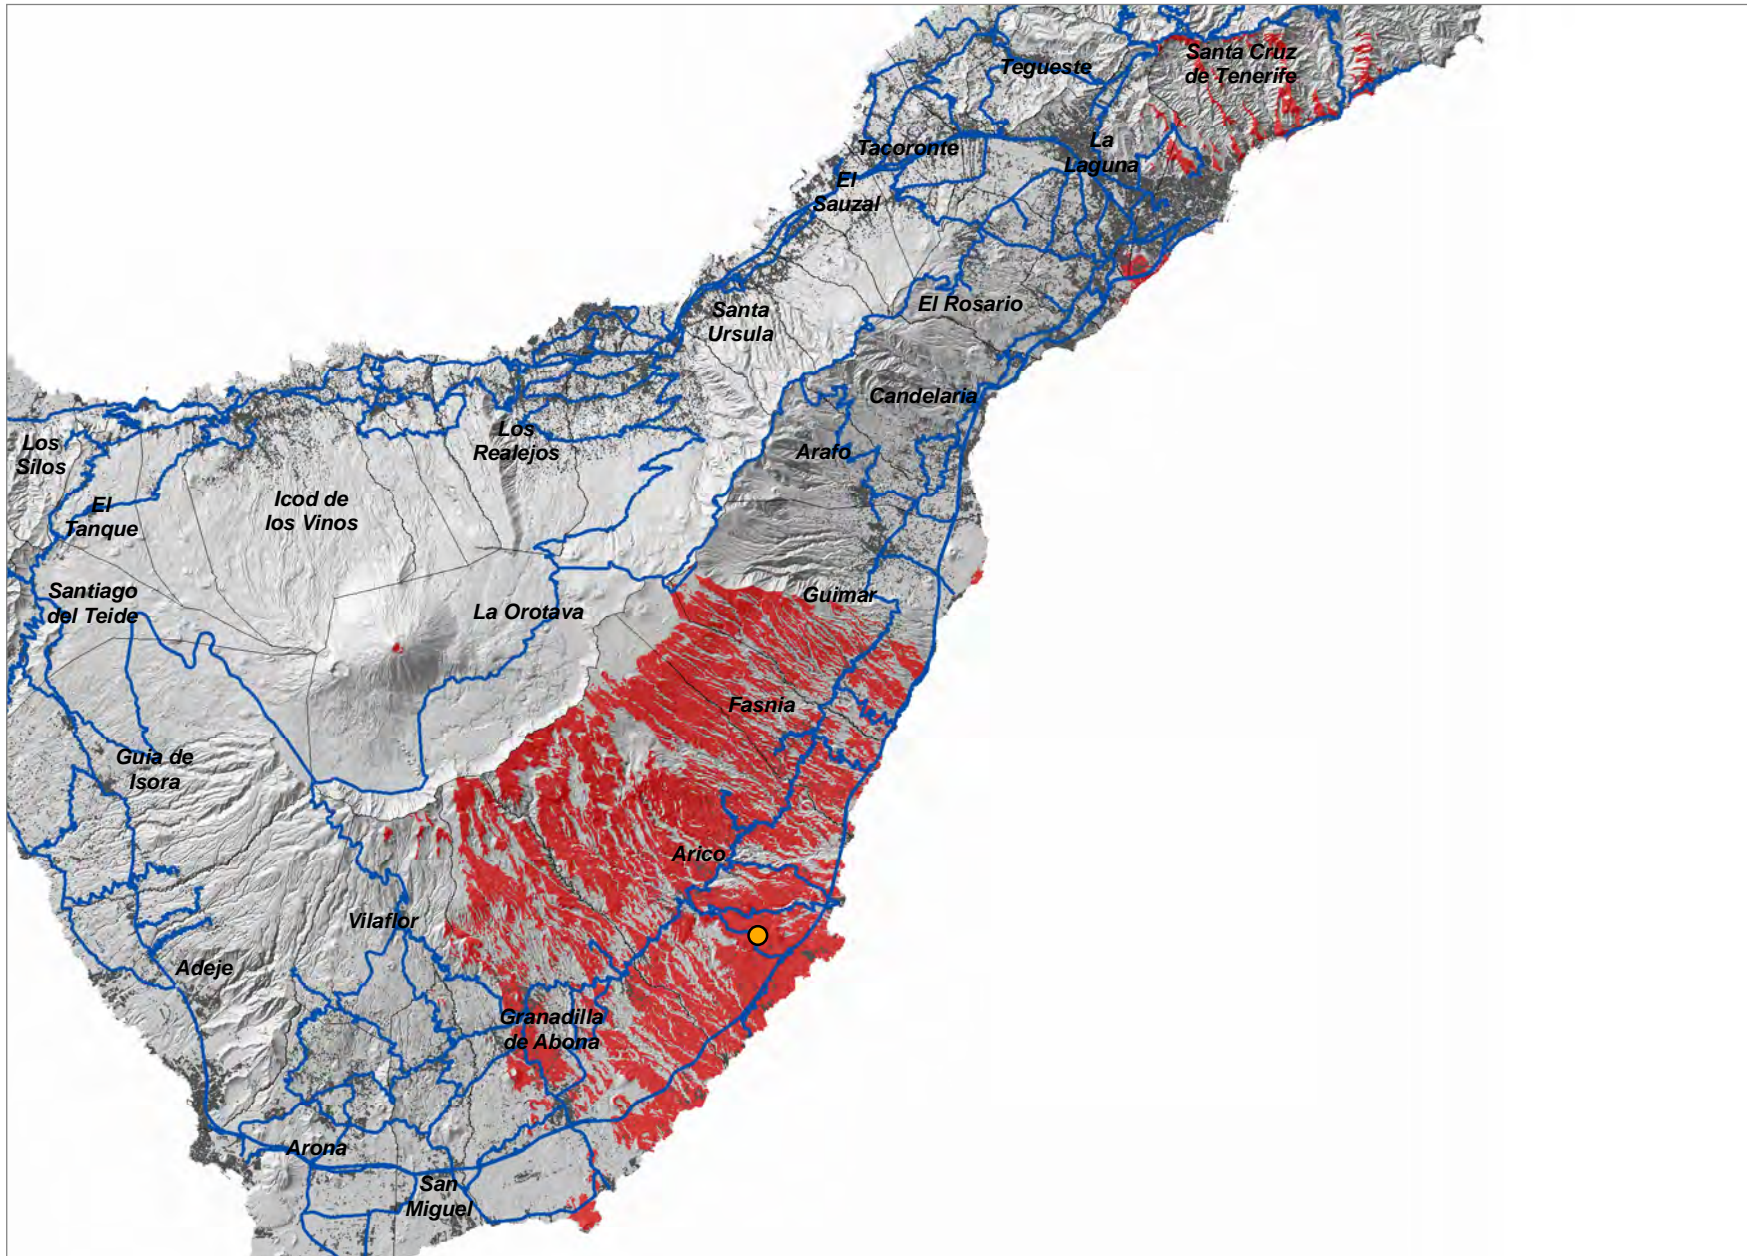 Santa Cruz
de Tenerife
Tegueste
La
Laguna
Tacoronte
El
Sauzal
El Rosario
Santa
Ursula
Candelaria
Los
Realejos
Los
Silos
Arafo
Icod de
los Vinos
El
Tanque
Santiago
del Teide
La Orotava
Guimar
Fasnia
Guia de
Isora
Arico
Vilaflor
Adeje
Granadilla
de Abona
Arona
San
Miguel